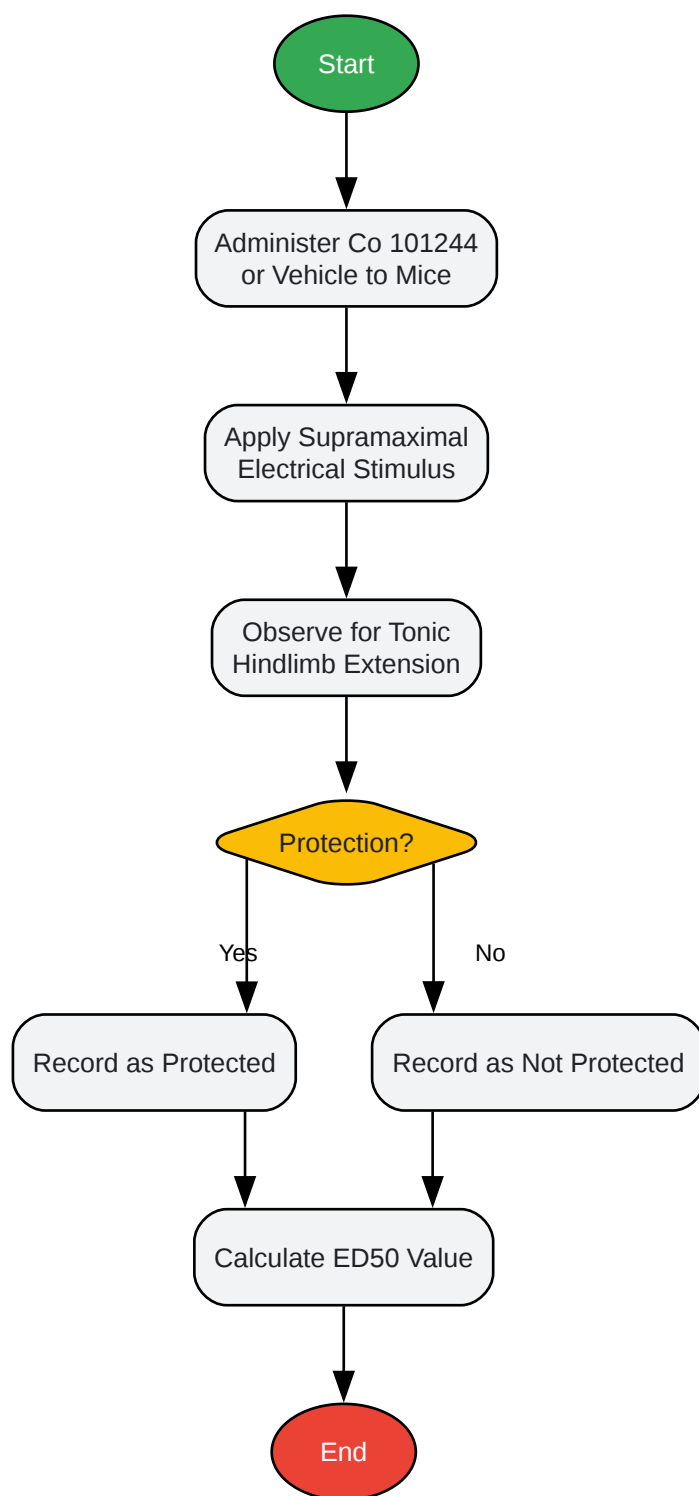 Start
Administer Co 101244
or Vehicle to Mice
Apply Supramaximal
Electrical Stimulus
Observe for Tonic
Hindlimb Extension
Protection?
Yes
No
Record as Protected
Record as Not Protected
Calculate ED50 Value
End